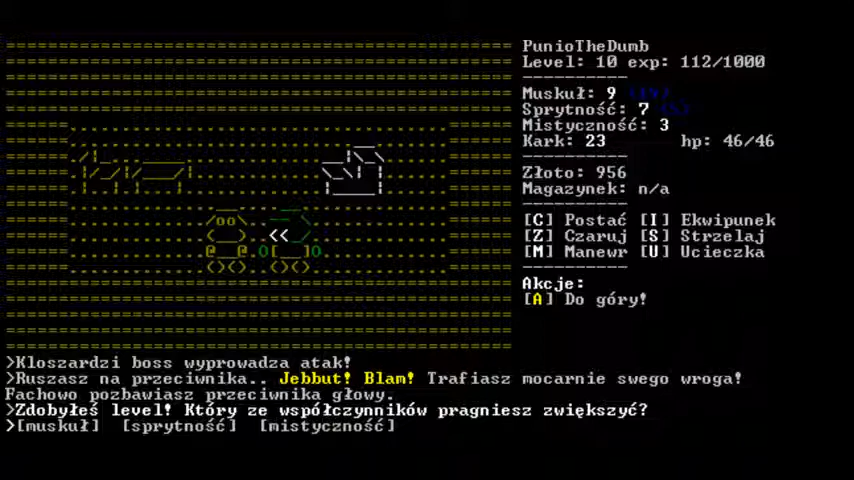 PunioTheDumb
Level: 10 exp: 112/1000
Muskuł: 9
Sprytność: 7
Mistyczność: 3
Kark: 23 hp: 46/46
Złoto: 956
Magazynek: n/a
[C] Postać [I] Ekwipunek
[Z] Czaruj [S] Strzelaj
[M] Manewr [U] Ucieczka
Akcje:
[A] Do góry!
>Kloszardzi boss wyprowadza atak!
>Ruszasz na przeciwnika.. Jebbut! Blam! Trafiasz mocarnie swego wroga!
Fachowo pozbawiasz przeciwnika głowy.
>Zdobyłeś level! Który ze współczynników pragniesz zwiększyć?
>[muskuł] [sprytność] [mistyczność]